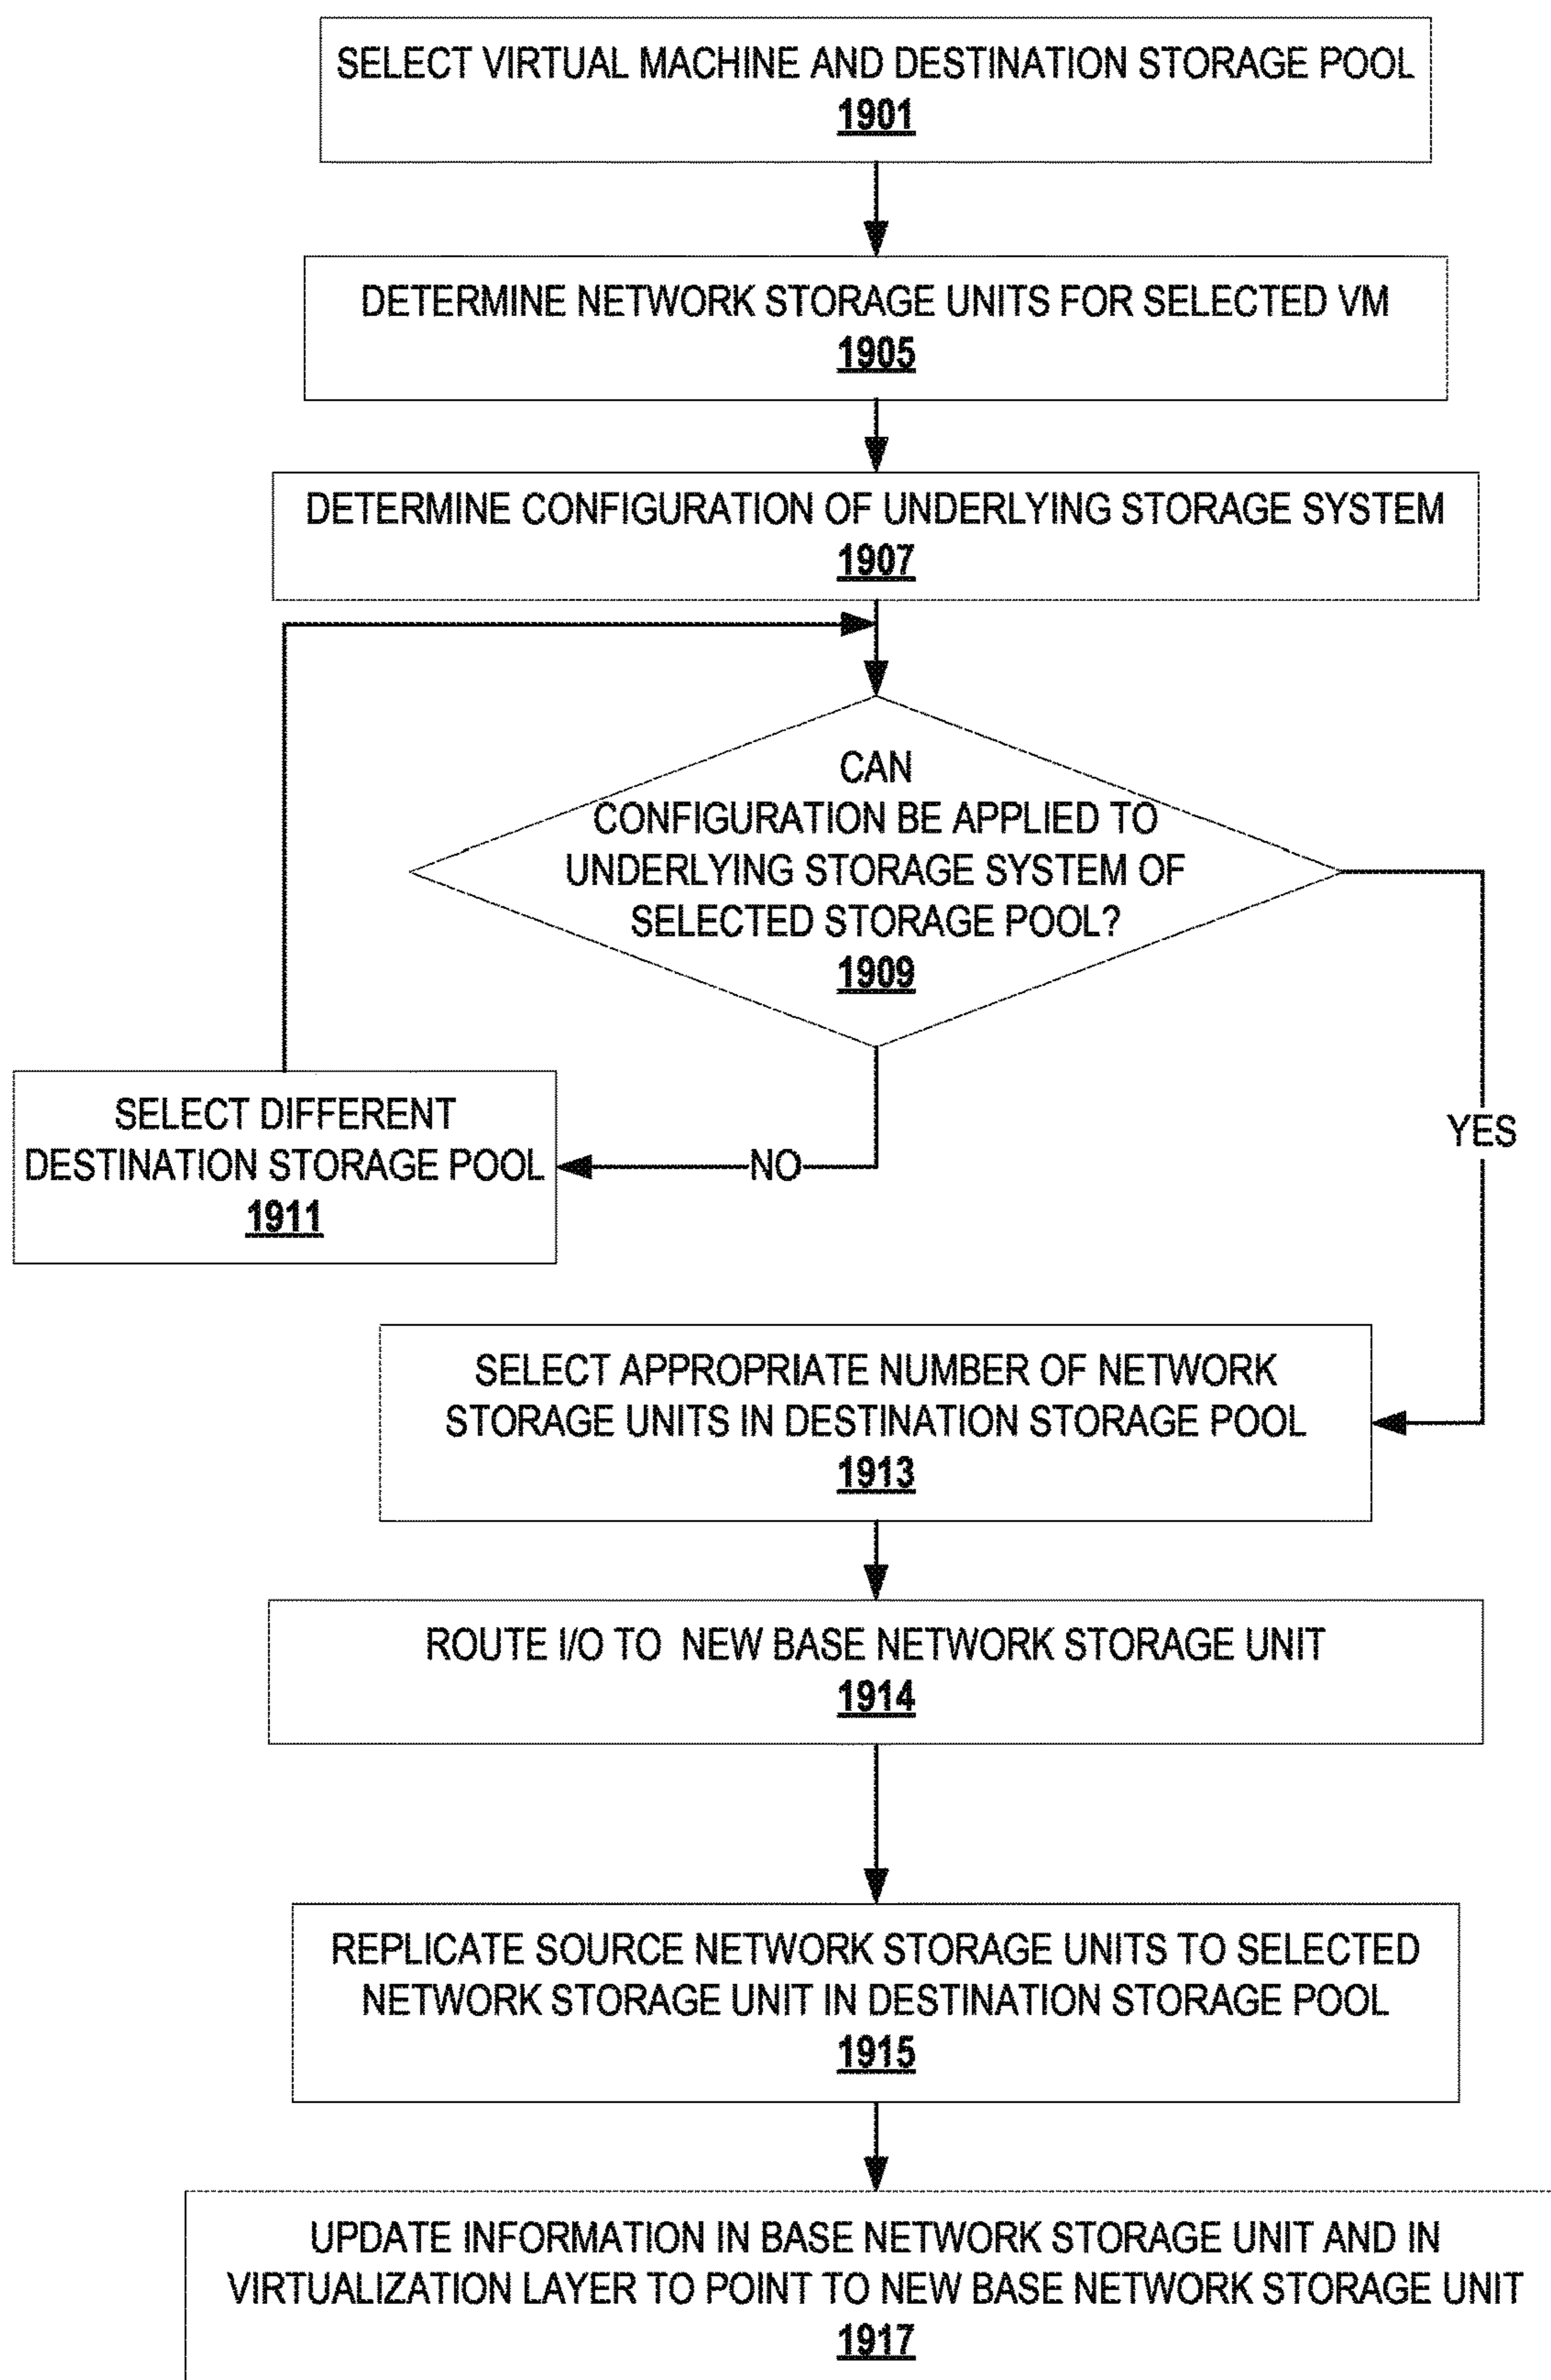 SELECT VIRTUAL MACHINE AND DESTINATION STORAGE POOL
1901
DETERMINE NETWORK STORAGE UNITS FOR SELECTED VM
1905
DETERMINE CONFIGURATION OF UNDERLYING STORAGE SYSTEM
1907
CAN
CONFIGURATION BE APPLIED TO
UNDERLYING STORAGE SYSTEM OF
SELECTED STORAGE POOL?
1909
SELECT DIFFERENT
DESTINATION STORAGE POOL
1911
NO
YES
SELECT APPROPRIATE NUMBER OF NETWORK
STORAGE UNITS IN DESTINATION STORAGE POOL
1913
ROUTE I/O TO NEW BASE NETWORK STORAGE UNIT
1914
REPLICATE SOURCE NETWORK STORAGE UNITS TO SELECTED
NETWORK STORAGE UNIT IN DESTINATION STORAGE POOL
1915
UPDATE INFORMATION IN BASE NETWORK STORAGE UNIT AND IN
VIRTUALIZATION LAYER TO POINT TO NEW BASE NETWORK STORAGE UNIT
1917